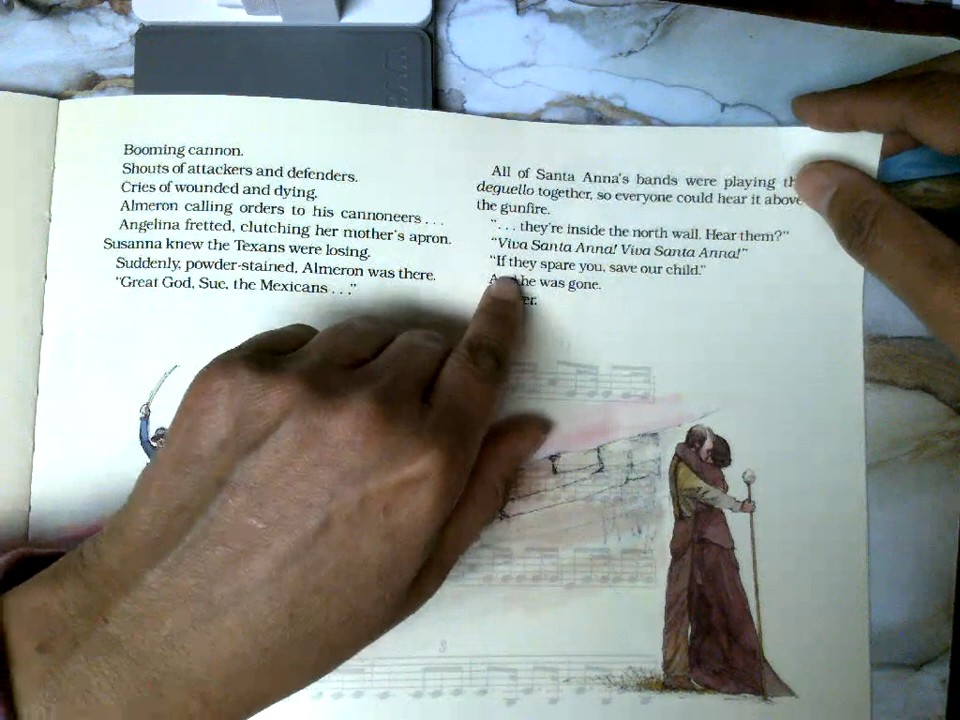 Booming cannon.
Shouts of attackers and defenders.
Cries of wounded and dying.
Almeron calling orders to his cannoneers . . .
Angelina fretted, clutching her mother's apron.
Susanna knew the Texans were losing.
Suddenly, powder-stained, Almeron was there.
"Great God, Sue, the Mexicans . . ."
All of Santa Anna's bands were playing
deguello together, so everyone could hear it above
the gunfire.
". . . they're inside the north wall. Hear them?"
"Viva Santa Anna! Viva Santa Anna!"
"If they spare you, save our child."
he was gone.